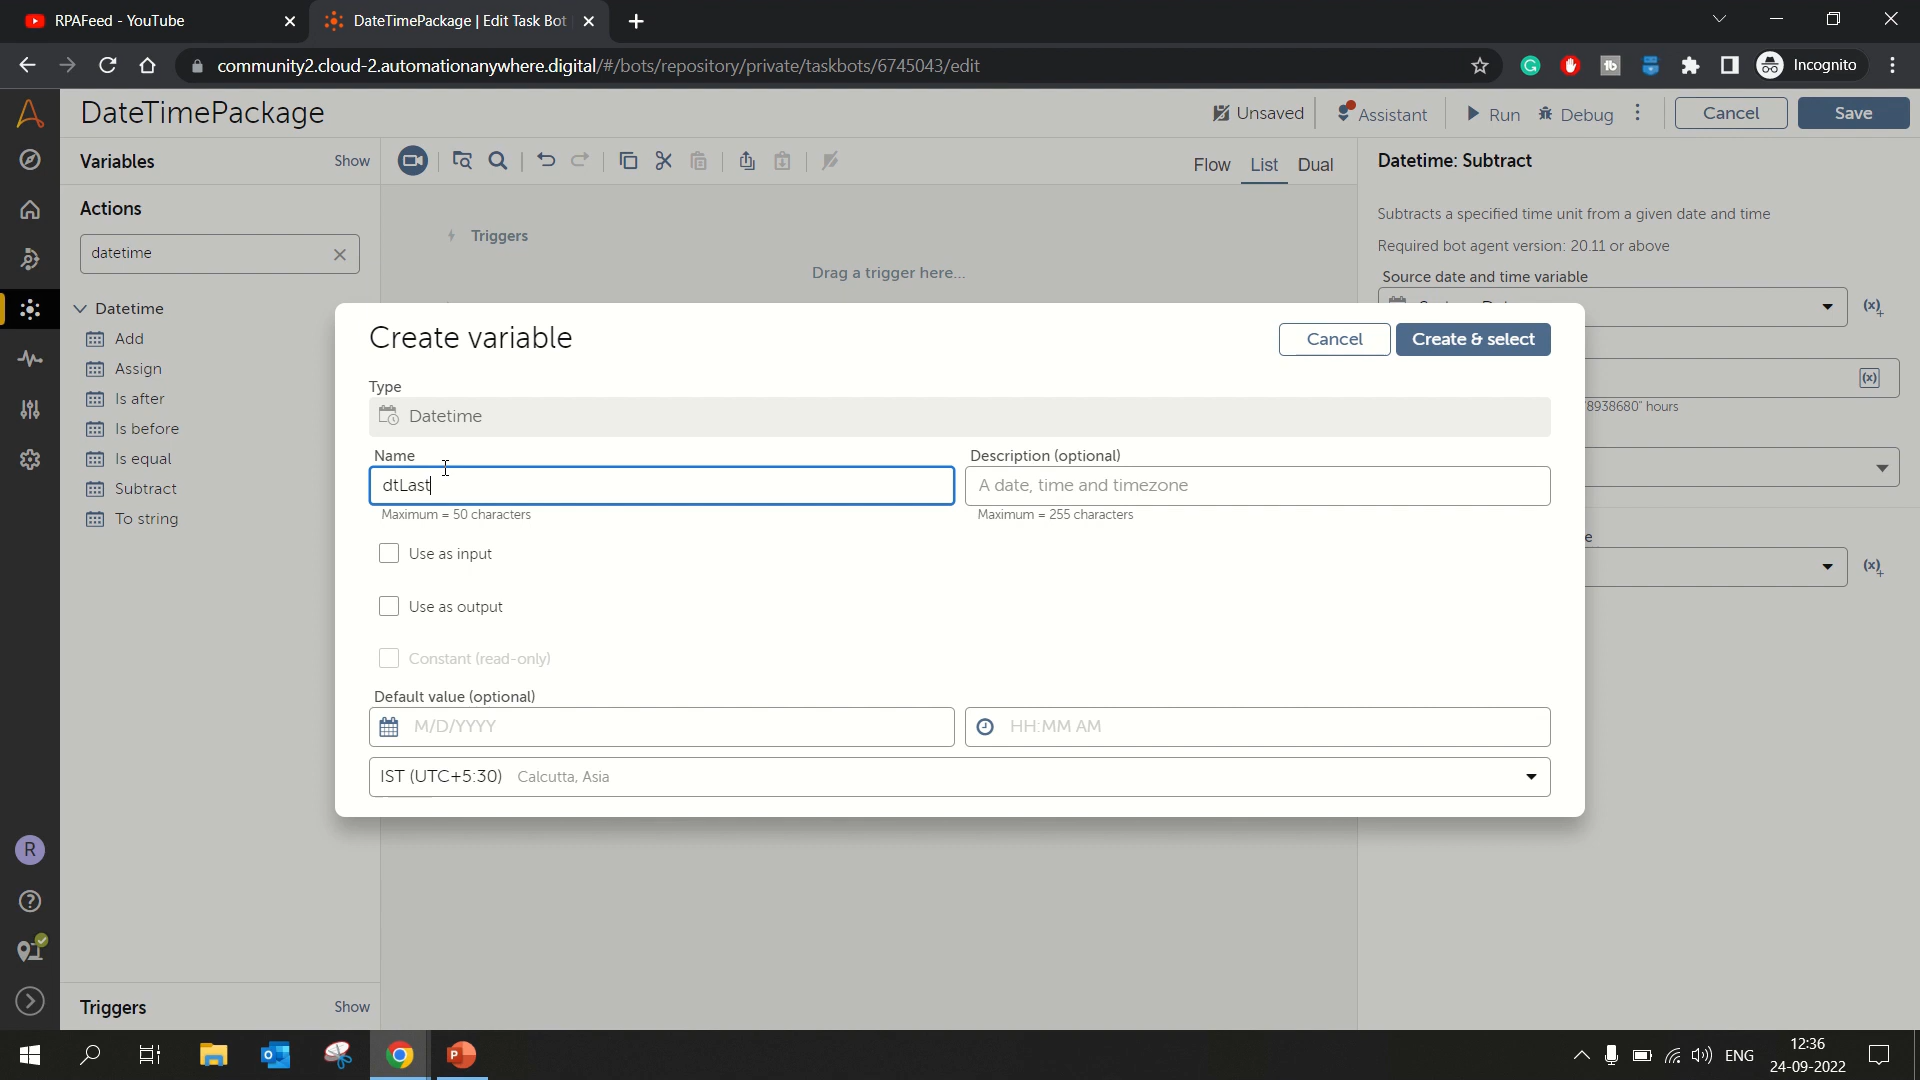 RPAFeed - YouTube
DateTimePackage | Edit Task Bot
community2.cloud-2.automationanywhere.digital/#/bots/repository/private/taskbots/6745043/edit
Incognito
DateTimePackage
Unsaved
Assistant
Run
Debug
Cancel
Save
Variables
Show
Flow
List
Dual
Datetime: Subtract
Actions
datetime
Triggers
Drag a trigger here...
Subtracts a specified time unit from a given date and time
Required bot agent version: 20.11 or above
Source date and time variable
Datetime
Add
Assign
Is after
Is before
Is equal
Subtract
To string
8938680" hours
Create variable
Cancel
Create & select
Type
Datetime
Name
dtLast
Maximum = 50 characters
Description (optional)
A date, time and timezone
Maximum = 255 characters
Use as input
Use as output
Constant (read-only)
Default value (optional)
M/D/YYYY
HH:MM AM
IST (UTC+5:30) Calcutta, Asia
R
Triggers
Show
ENG
12:36
24-09-2022